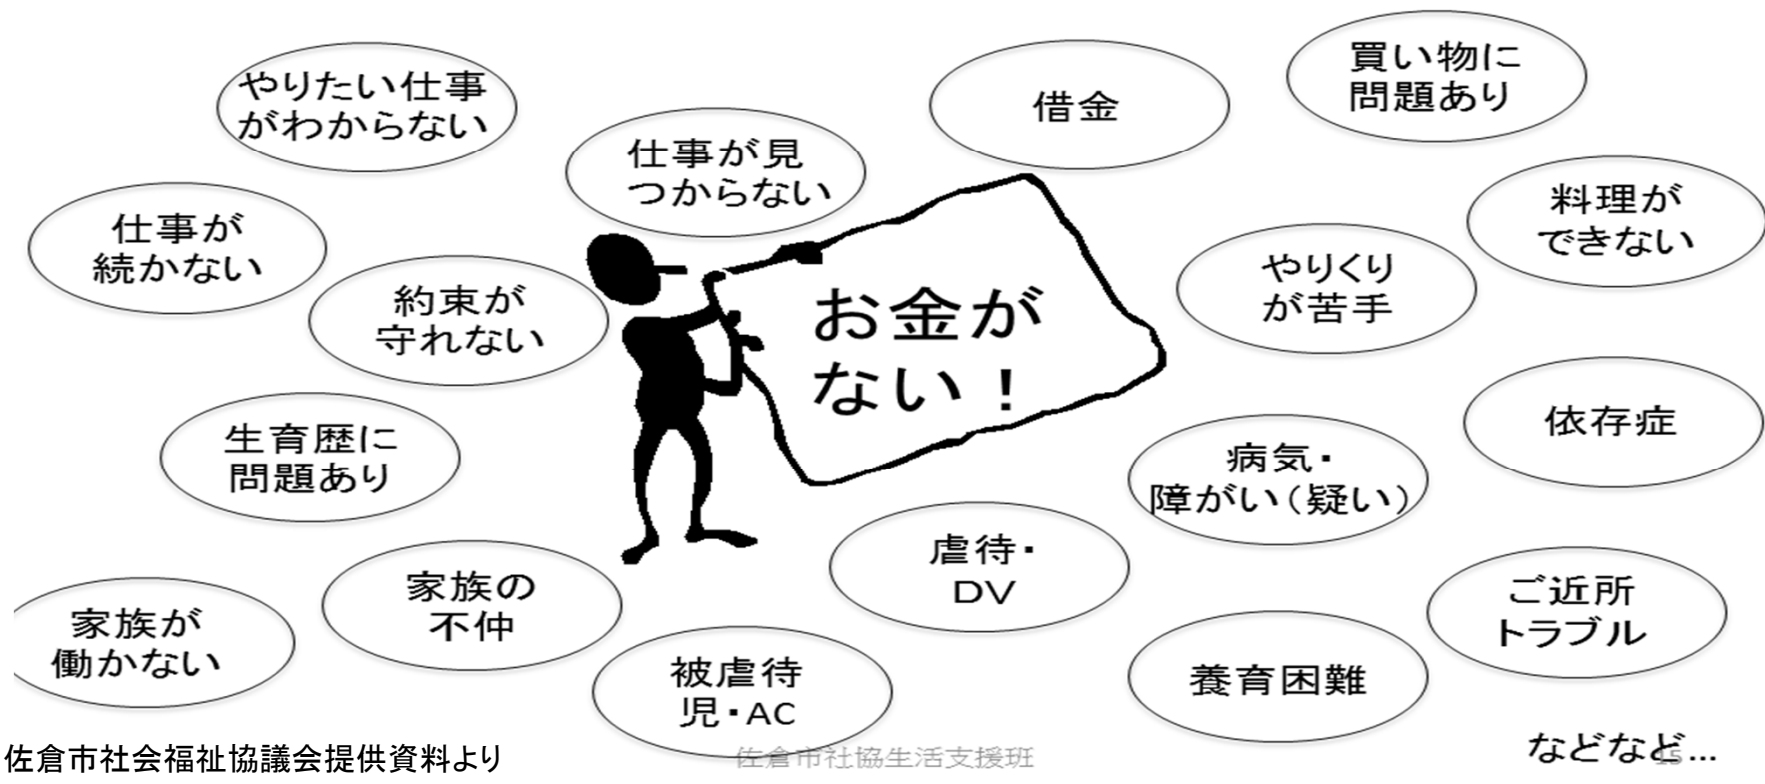 やりたい仕事
がわからない
仕事が見
つからない
借金
買い物に
問題あり
仕事が
続かない
約束が
守れない
お金が
ない！
やりくり
が苦手
料理が
できない
生育歴に
問題あり
病気・
障がい（疑い）
依存症
家族が
働かない
家族の
不仲
被虐待
児・AC
虐待・
DV
養育困難
ご近所
トラブル
などなど…
佐倉市社会福祉協議会提供資料より
佐倉市社協生活支援班
15